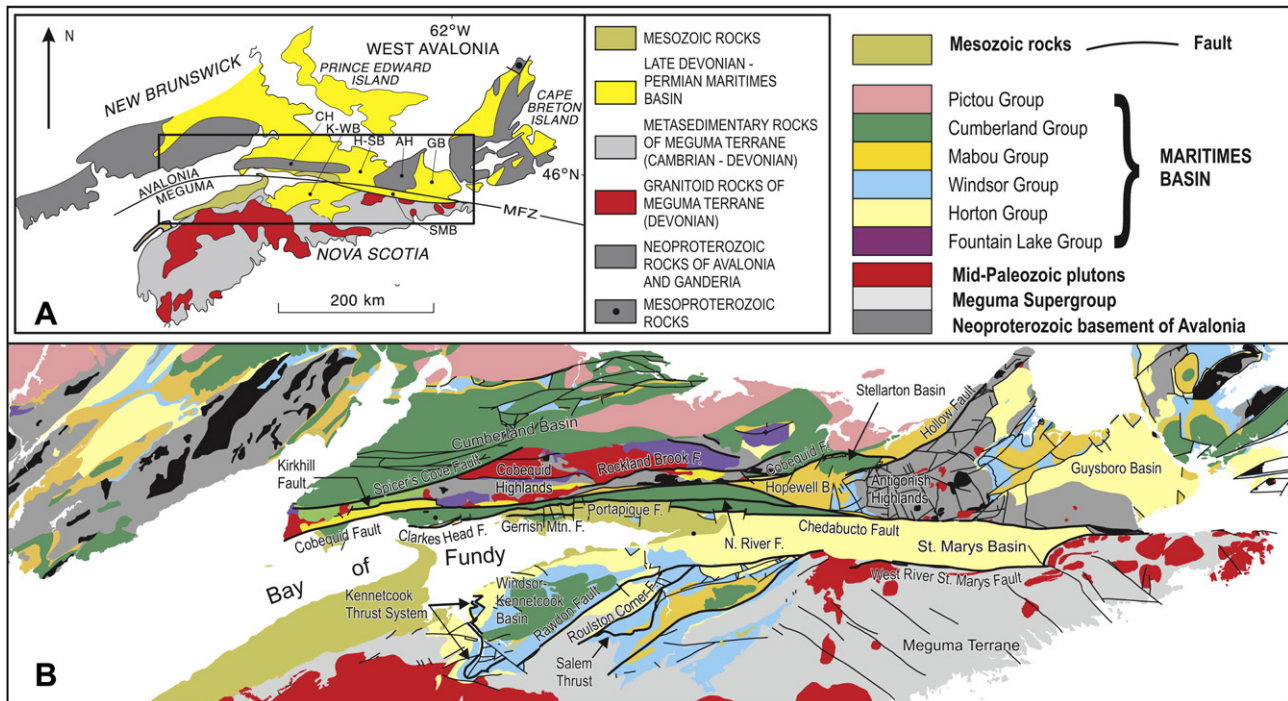 N
62°W
WEST AVALONIA
PRINCE EDWARD
ISLAND
NEW BRUNSWICK
CAPE
BRETON
ISLAND
CH
K-WB
H-SB
AH
GB
46°N
AVALONIA
MEGUMA
MFZ
SMB
NOVA SCOTIA
200 km
A
MESOZOIC ROCKS
LATE DEVONIAN -
PERMIAN MARITIMES
BASIN
METASEDIMENTARY ROCKS
OF MEGUMA TERRANE
(CAMBRIAN - DEVONIAN)
GRANITOID ROCKS OF
MEGUMA TERRANE
(DEVONIAN)
NEOPROTEROZOIC
ROCKS OF AVALONIA
AND GANDERIA
MESOPROTEROZOIC
ROCKS
Mesozoic rocks
Fault
Pictou Group
Cumberland Group
Mabou Group
Windsor Group
Horton Group
Fountain Lake Group
MARITIMES
BASIN
Mid-Paleozoic plutons
Meguma Supergroup
Neoproterozoic basement of Avalonia
Stellarton Basin
Hollow Fault
Cumberland Basin
Kirkhill
Fault
Spicer's Cove Fault
Cobequid
Highlands
Rockland Brook F.
Cobequid F.
Hopewell B
Antigonish
Highlands
Guysboro Basin
Cobequid Fault
Clarkes Head F.
Gerrish Mtn. F.
Portapique F.
N. River F.
Chedabucto Fault
St. Marys Basin
West River St. Marys Fault
Bay of Fundy
Kennetcook
Thrust System
Windsor-
Kennetcook
Basin
Rawdon Fault
Roulston Corner F.
Salem
Thrust
Meguma Terrane
B